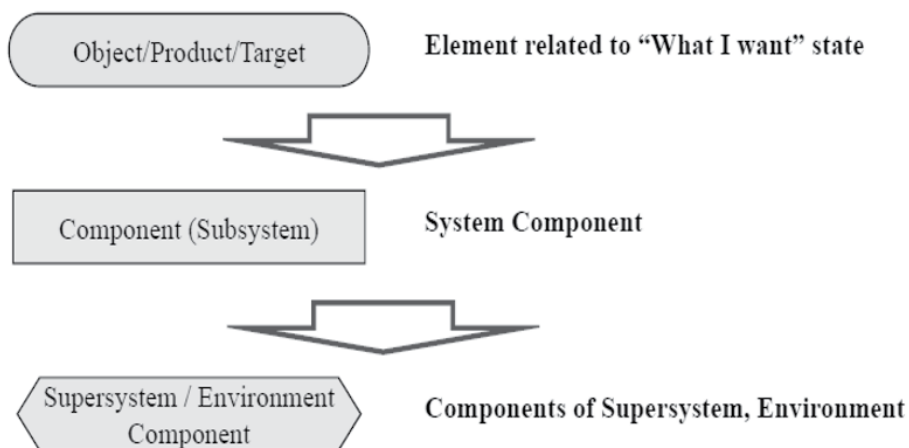 Object/Product/Target
Element related to “What I want” state
Component (Subsystem)
System Component
Supersystem / Environment
Component
Components of Supersystem, Environment